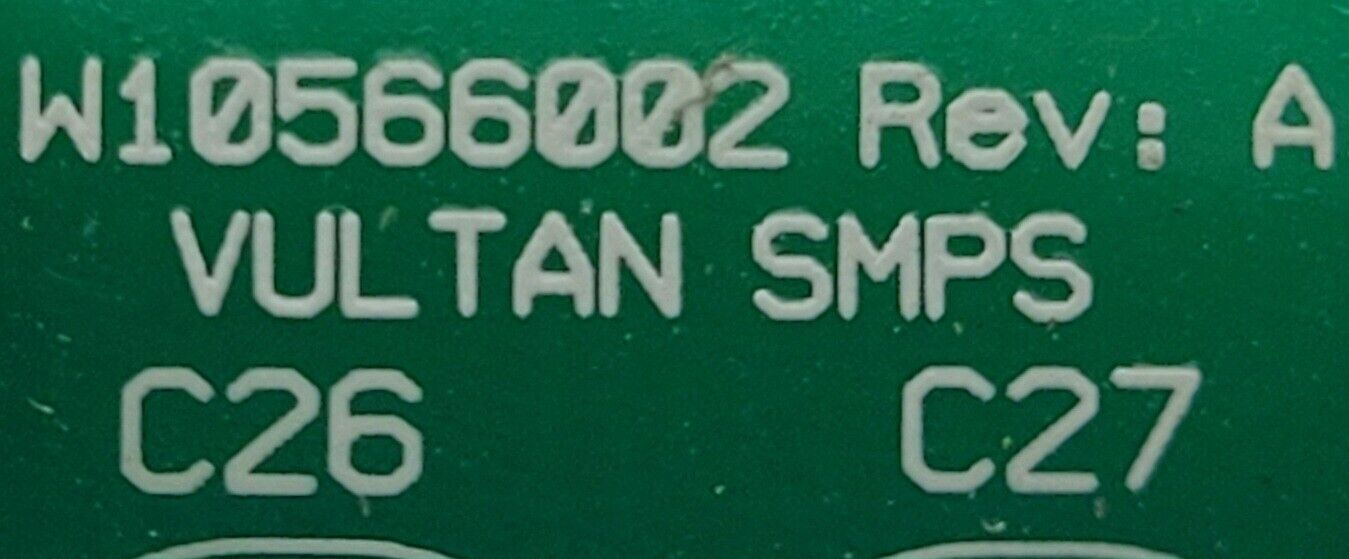 W10566002 Rev: A
VULTAN SMPS
C26 C27